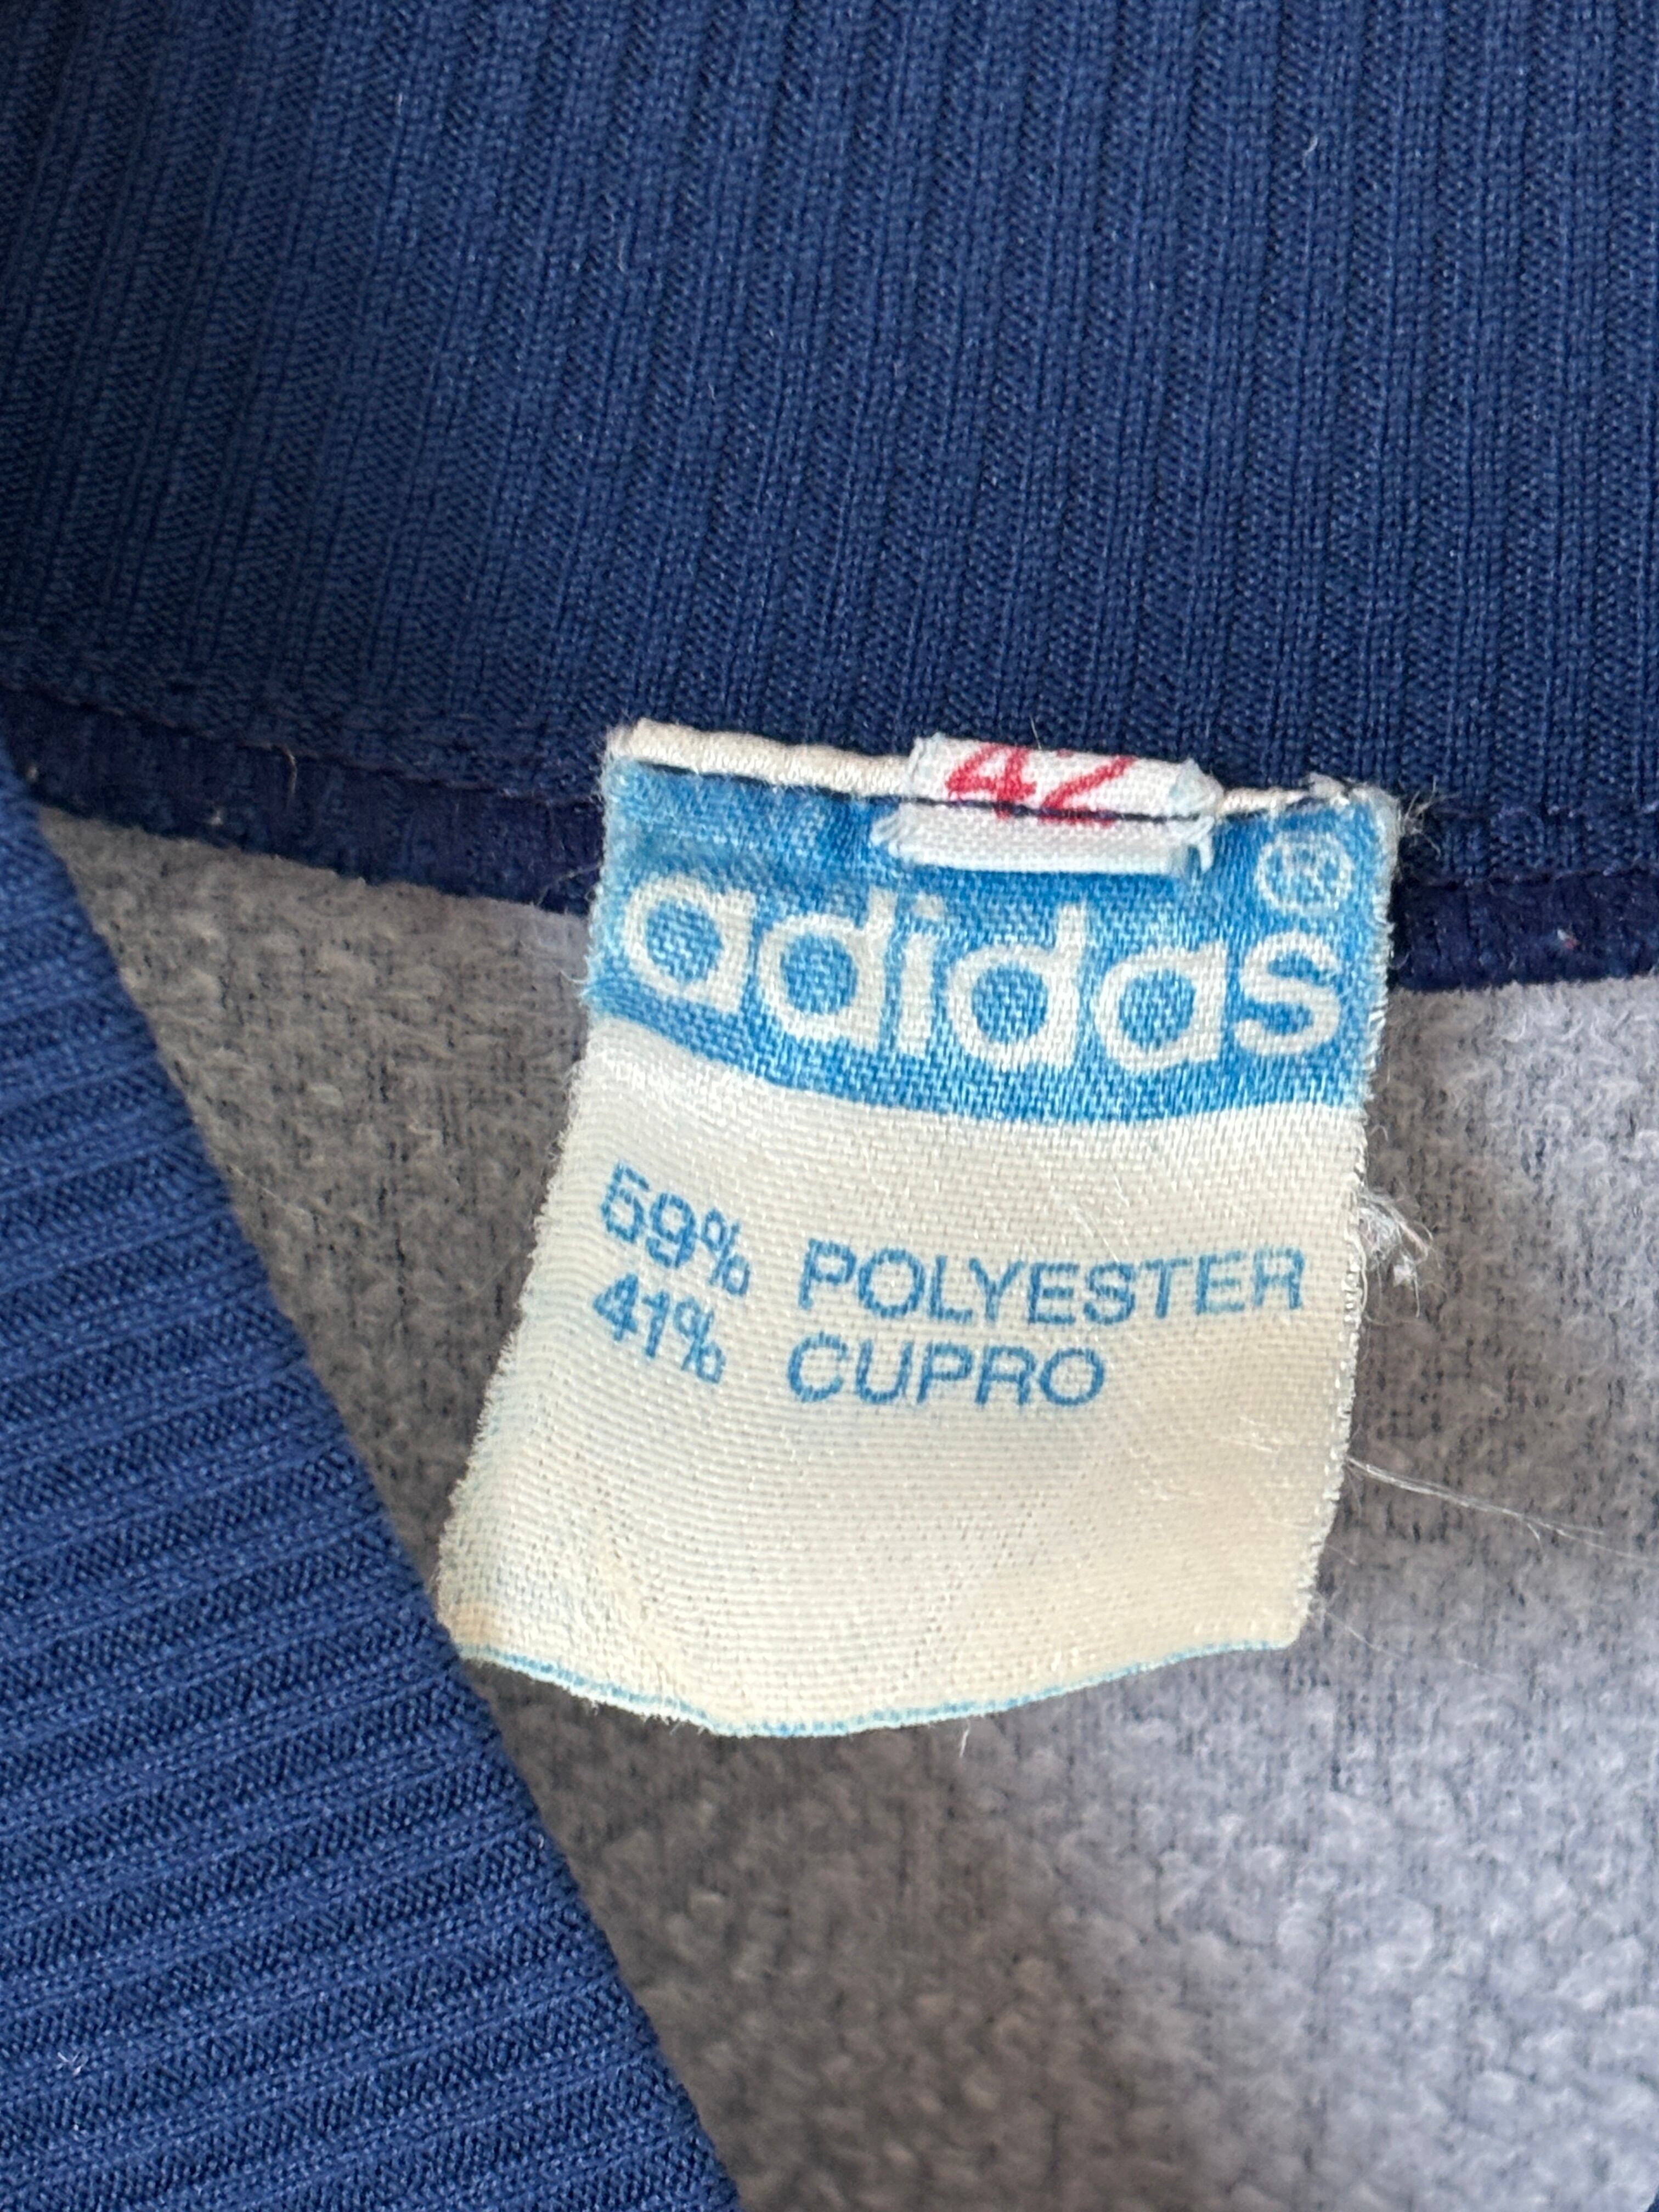 42
adidas ®
59% POLYESTER
41% CUPRO